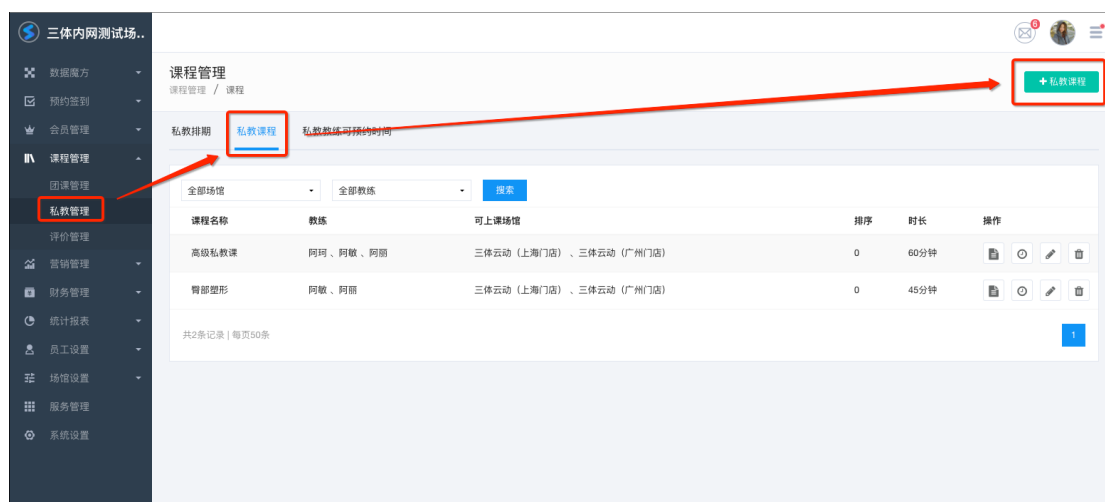 三体内网测试场..
6
数据魔方
预约签到
会员管理
课程管理
团课管理
私教管理
评价管理
营销管理
财务管理
统计报表
员工设置
场馆设置
服务管理
系统设置
课程管理
课程管理 / 课程
+私教课程
私教排期 私教课程 私教教练可预约时间
全部场馆 全部教练 搜索
课程名称 教练 可上课场馆 排序 时长 操作
高级私教课 阿珂 、阿敏 、阿丽 三体云动（上海门店） 、三体云动（广州门店） 0 60分钟
臀部塑形 阿敏 、阿丽 三体云动（上海门店） 、三体云动（广州门店） 0 45分钟
共2条记录 | 每页50条 1